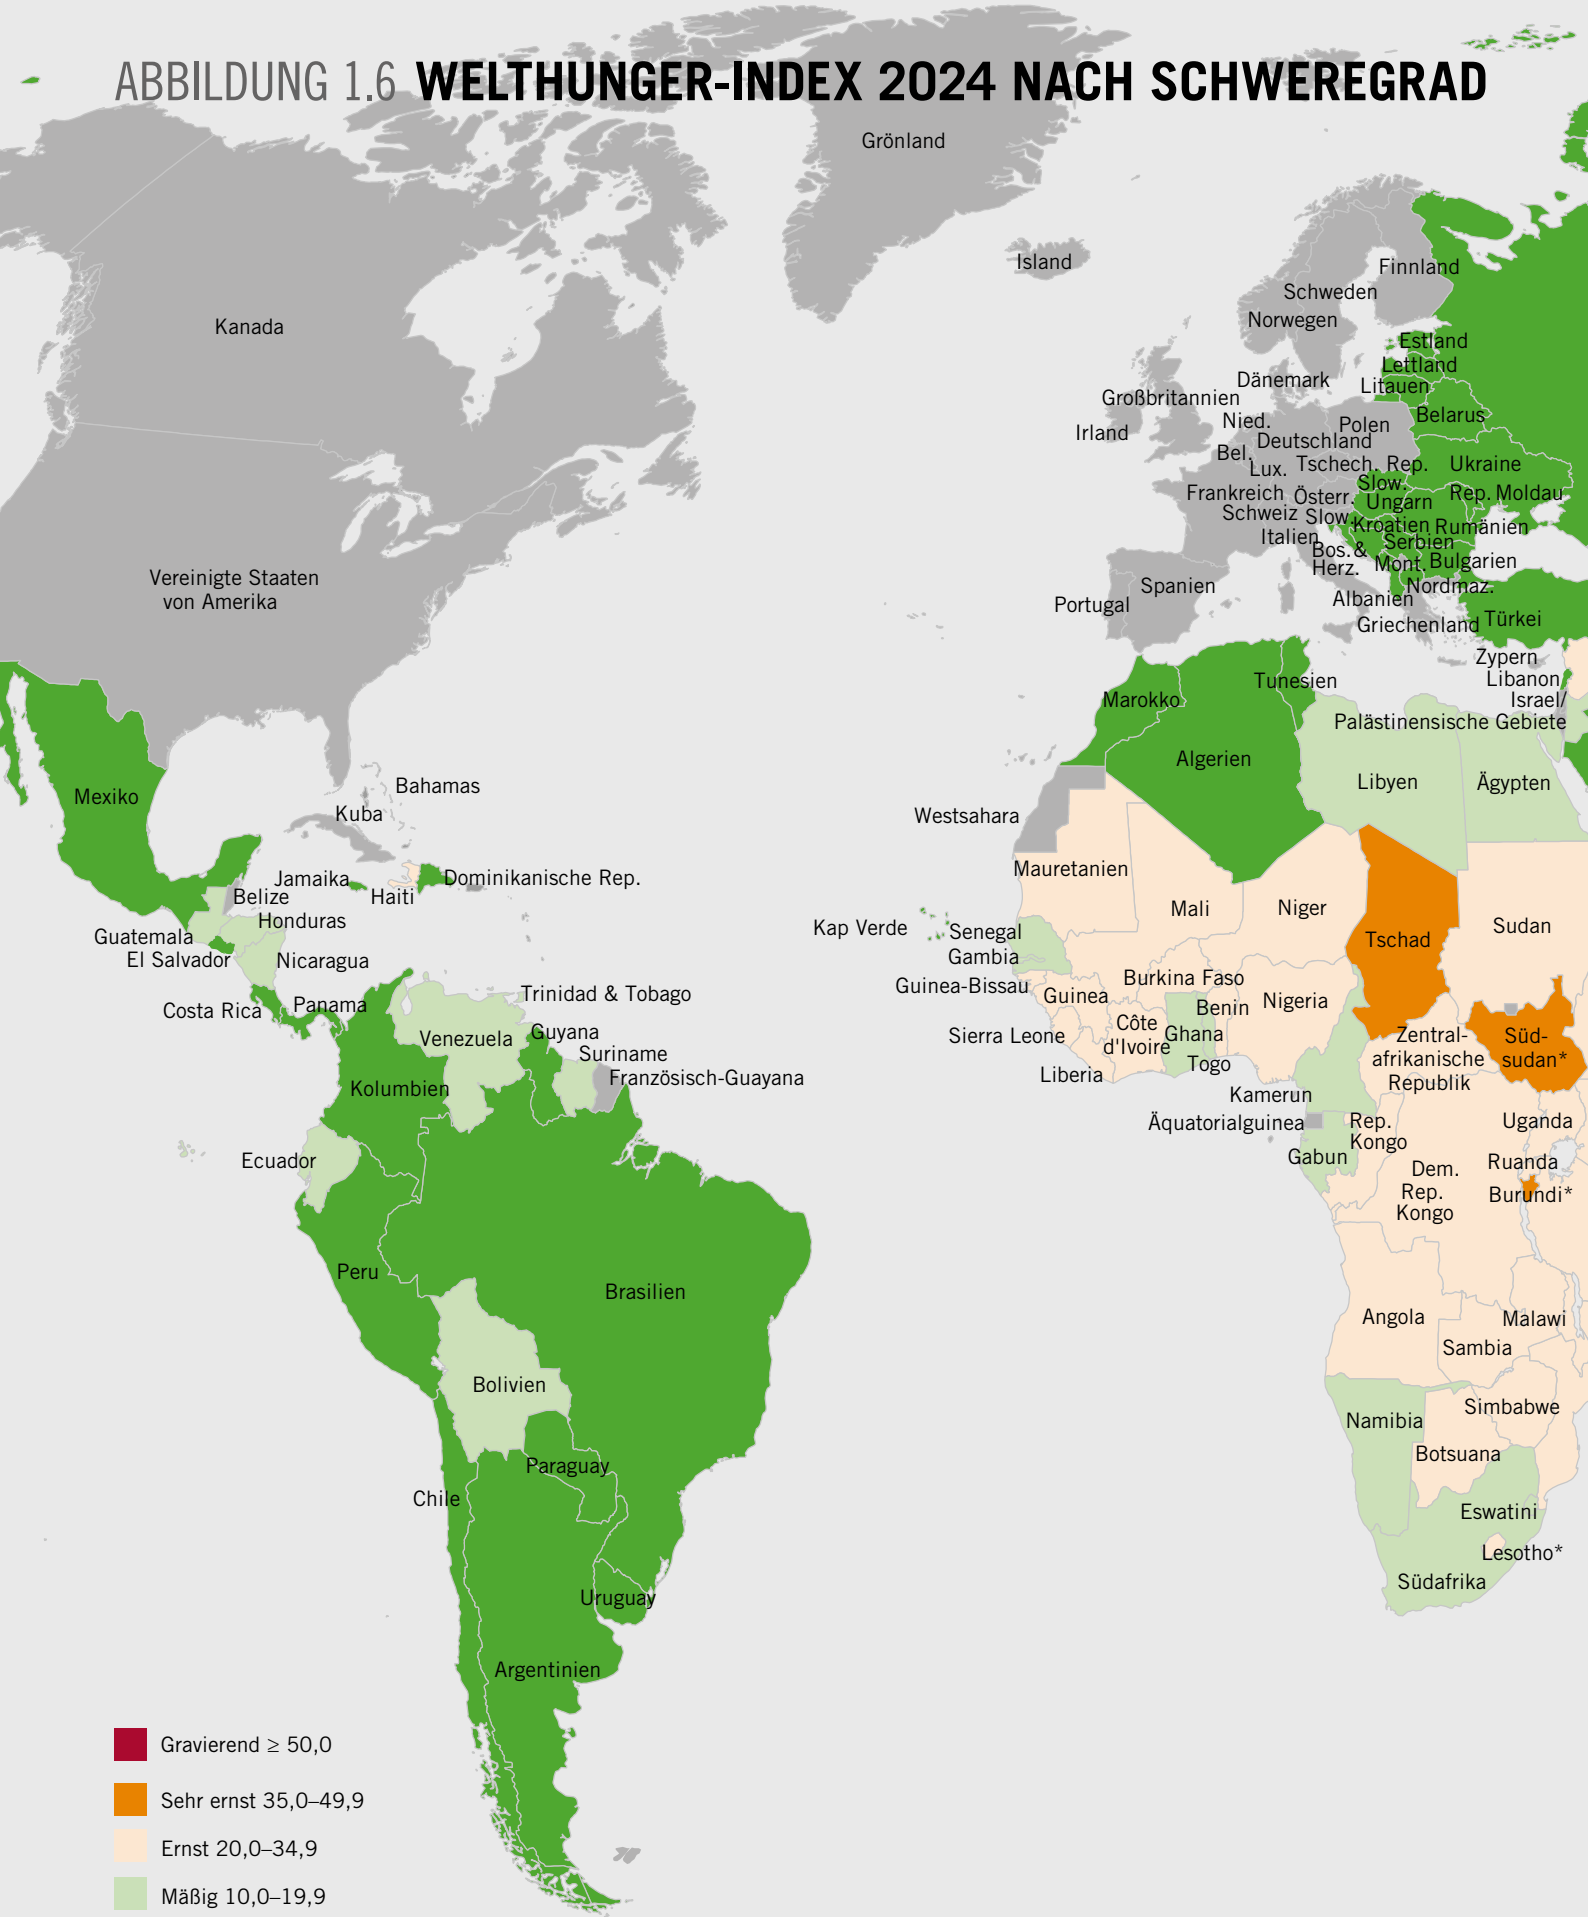 ABBILDUNG 1.6 WELTHUNGER-INDEX 2024 NACH SCHWEREGRAD
Grönland
Island
Finnland
Schweden
Norwegen
Kanada
Estland
Lettland
Litauen
Dänemark
Großbritannien
Belarus
Nied.
Polen
Irland
Deutschland
Bel.
Lux.
Tschech. Rep.
Ukraine
Slow.
Frankreich
Österr.
Ungarn
Rep. Moldau
Schweiz
Slow.
Kroatien
Rumänien
Italien
Serbien
Bos.&
Herz.
Mont.
Bulgarien
Vereinigte Staaten
von Amerika
Spanien
Nordmaz.
Portugal
Albanien
Griechenland
Türkei
Zypern
Libanon
Tunesien
Israel/
Palästinensische Gebiete
Marokko
Algerien
Libyen
Ägypten
Mexiko
Bahamas
Kuba
Westsahara
Mauretanien
Jamaika
Haiti
Dominikanische Rep.
Belize
Honduras
Guatemala
El Salvador
Nicaragua
Mali
Niger
Tschad
Sudan
Kap Verde
Senegal
Gambia
Guinea-Bissau
Guinea
Burkina Faso
Benin
Nigeria
Costa Rica
Panama
Trinidad & Tobago
Venezuela
Guyana
Suriname
Französisch-Guayana
Kolumbien
Sierra Leone
Côte
d'Ivoire
Ghana
Togo
Liberia
Zentral-
afrikanische
Republik
Süd-
sudan*
Kamerun
Äquatorialguinea
Rep.
Kongo
Uganda
Gabun
Ruanda
Dem.
Rep.
Kongo
Burundi*
Ecuador
Peru
Brasilien
Angola
Malawi
Sambia
Bolivien
Simbabwe
Namibia
Botsuana
Paraguay
Chile
Eswatini
Lesotho*
Südafrika
Uruguay
Argentinien
Gravierend ≥ 50,0
Sehr ernst 35,0–49,9
Ernst 20,0–34,9
Mäßig 10,0–19,9